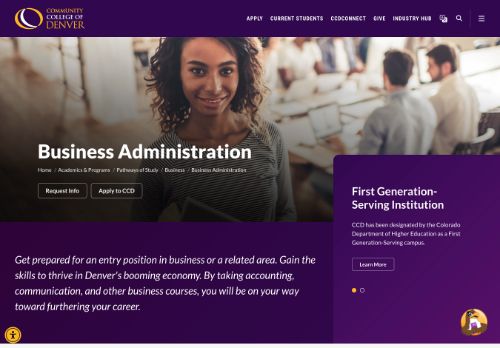 COMMUNITY
COLLEGE OF
DENVER
APPLY CURRENT STUDENTS CCDCONNECT GIVE INDUSTRY HUB
Business Administration
Home / Academics & Programs / Pathways of Study / Business / Business Administration
Request Info Apply to CCD
First Generation-
Serving Institution
CCD has been designated by the Colorado
Department of Higher Education as a First
Generation-Serving campus.
Learn More
Get prepared for an entry position in business or a related area. Gain the
skills to thrive in Denver's booming economy. By taking accounting,
communication, and other business courses, you will be on your way
toward furthering your career.